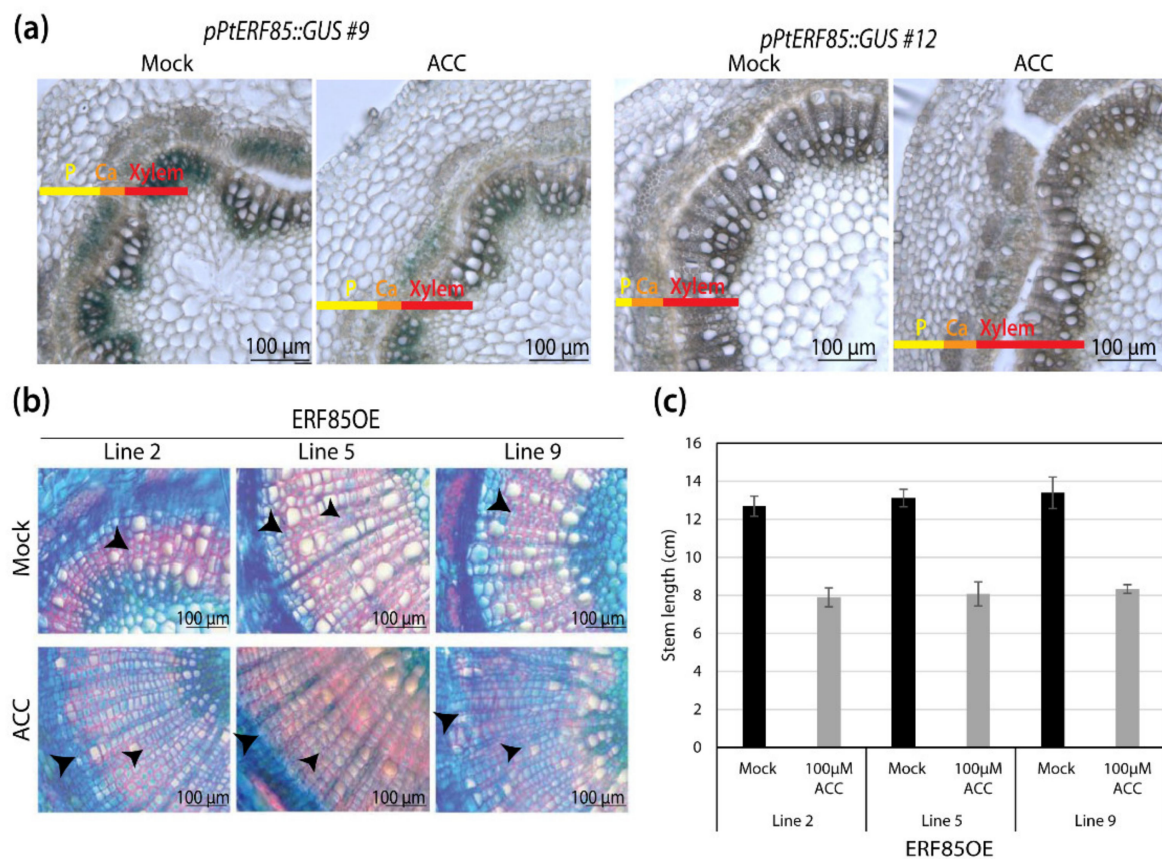 (a)
pPtERF85::GUS #9
pPtERF85::GUS #12
Mock
ACC
Mock
ACC
P Ca Xylem
100 µm
P Ca Xylem
100 µm
P Ca Xylem
100 µm
P Ca Xylem
100 µm
(b)
ERF85OE
Line 2
Line 5
Line 9
Mock
100 µm
100 µm
100 µm
ACC
100 µm
100 µm
100 µm
(c)
Stem length (cm)
16
14
12
10
8
6
4
2
0
Mock
100µM
ACC
Mock
100µM
ACC
Mock
100µM
ACC
Line 2
Line 5
Line 9
ERF85OE